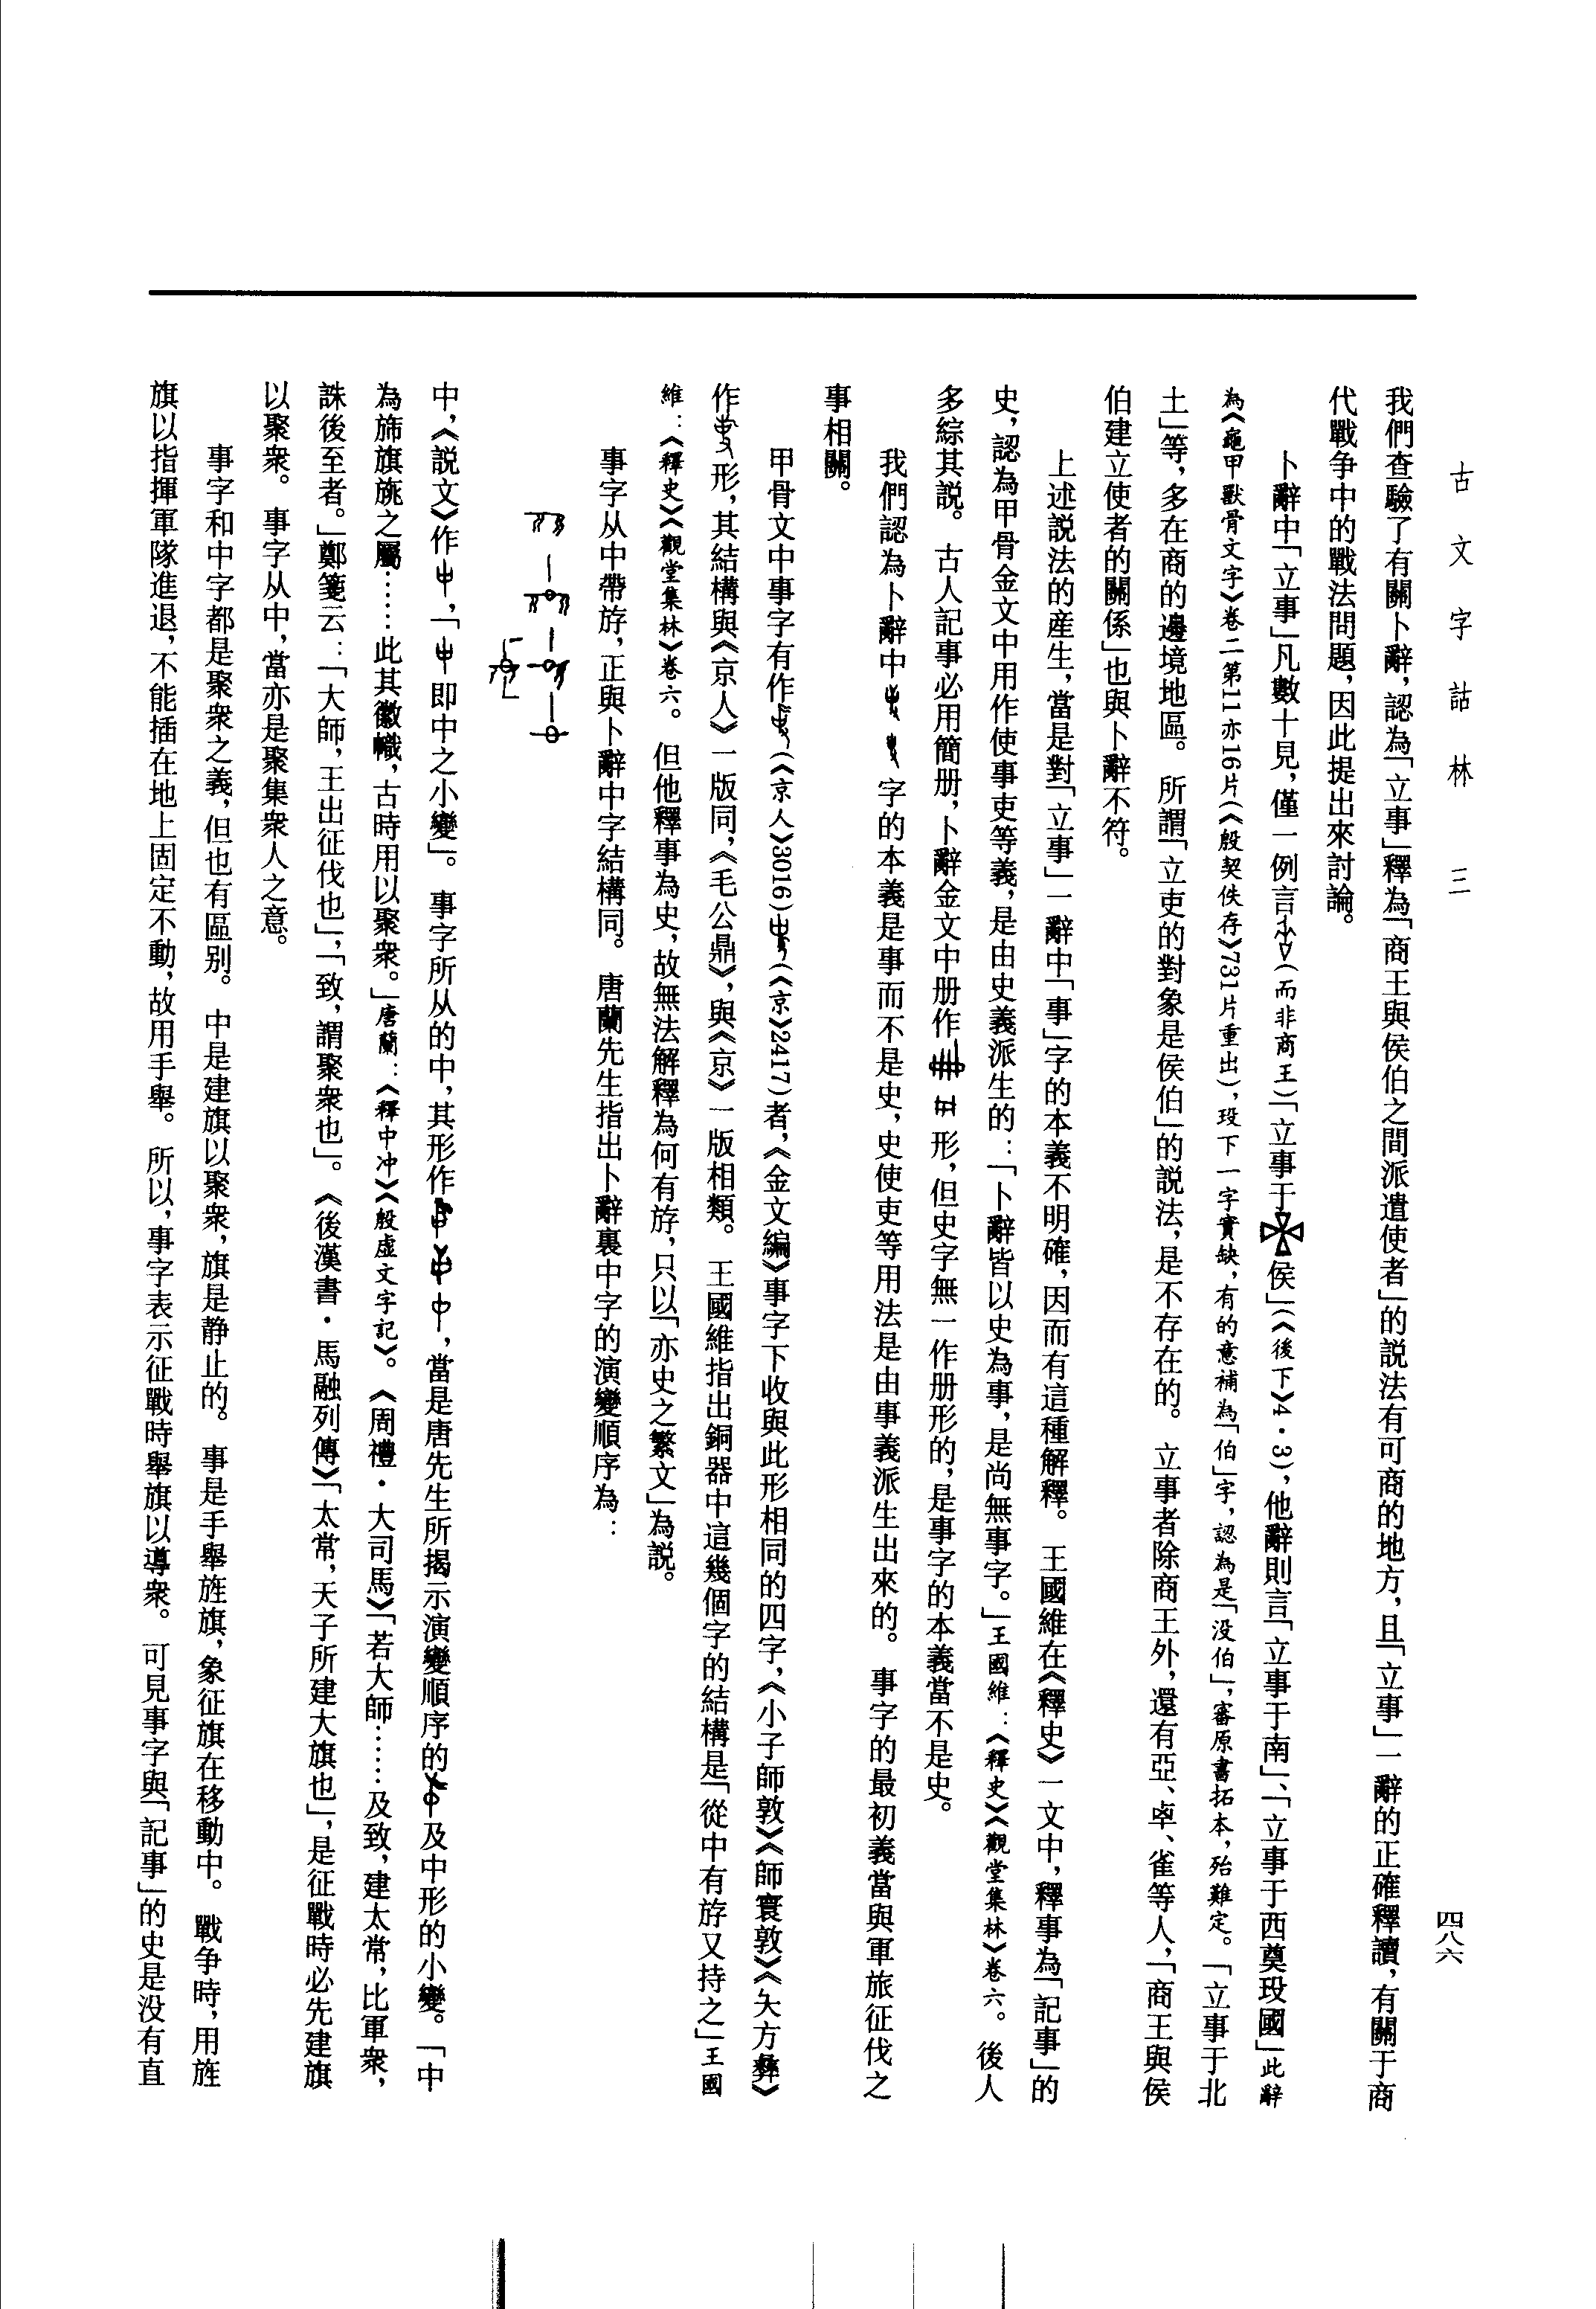 古文字詁林　三
四八六
我們查驗了有關卜辭，認為「立事」釋為「商王與侯伯之間派遣使者」的説法有可商的地方，且「立事」一辭的正確釋讀，有關于商
代戰争中的戰法問題，因此提出來討論。
卜辭中「立事」凡數十見，僅一例言（而非商王）「立事于侯」（《後下》4·3），他辭則言「立事于南」、「立事于西奠玫國」此辭
為《龜甲獸骨文字》卷二第11亦16片（《殷契佚存》731片重出），玫下一字實缺，有的意補為「伯」字，認為是「没伯」，審原書拓本，殆難定。「立事于北
土」等，多在商的邊境地區。所謂「立吏的對象是侯伯」的説法，是不存在的。立事者除商王外，還有亞、𠦪、雀等人，「商王與侯
伯建立使者的關係」也與卜辭不符。
上述説法的産生，當是對「立事」一辭中「事」字的本義不明確，因而有這種解釋。王國維在《釋史》一文中，釋事為「記事」的
史，認為甲骨金文中用作使事吏等義，是由史義派生的：「卜辭皆以史為事，是尚無事字。」王國維：《釋史》《觀堂集林》卷六。後人
多綜其説。古人記事必用簡册，卜辭金文中册作形，但史字無一作册形的，是事字的本義當不是史。
我們認為卜辭中字的本義是事而不是史，史使吏等用法是由事義派生出來的。事字的最初義當與軍旅征伐之
事相關。
甲骨文中事字有作（《京人》3016）（《京》2417）者，《金文編》事字下收與此形相同的四字，《小子師敦》《師寰敦》《大方彝》
作形，其結構與《京人》一版同，《毛公鼎》，與《京》一版相類。王國維指出銅器中這幾個字的結構是「從中有斿又持之」王國
維：《釋史》《觀堂集林》卷六。但他釋事為史，故無法解釋為何有斿，只以「亦史之繁文」為説。
事字从中帶斿，正與卜辭中字結構同。唐蘭先生指出卜辭裏中字的演變順序為：
中，《説文》作，「即中之小變」。事字所从的中，其形作，當是唐先生所揭示演變順序的及中形的小變。「中
為旆旗旐之屬……此其徽幟，古時用以聚衆。」唐蘭：《釋中冲》《殷虚文字記》。《周禮·大司馬》「若大師……及致，建太常，比軍衆，
誅後至者。」鄭箋云：「大師，王出征伐也」，「致，謂聚衆也」。《後漢書·馬融列傳》「太常，天子所建大旗也」，是征戰時必先建旗
以聚衆。事字从中，當亦是聚集衆人之意。
事字和中字都是聚衆之義，但也有區别。中是建旗以聚衆，旗是静止的。事是手舉旌旗，象征旗在移動中。戰争時，用旌
旗以指揮軍隊進退，不能插在地上固定不動，故用手舉。所以，事字表示征戰時舉旗以導衆。可見事字與「記事」的史是没有直